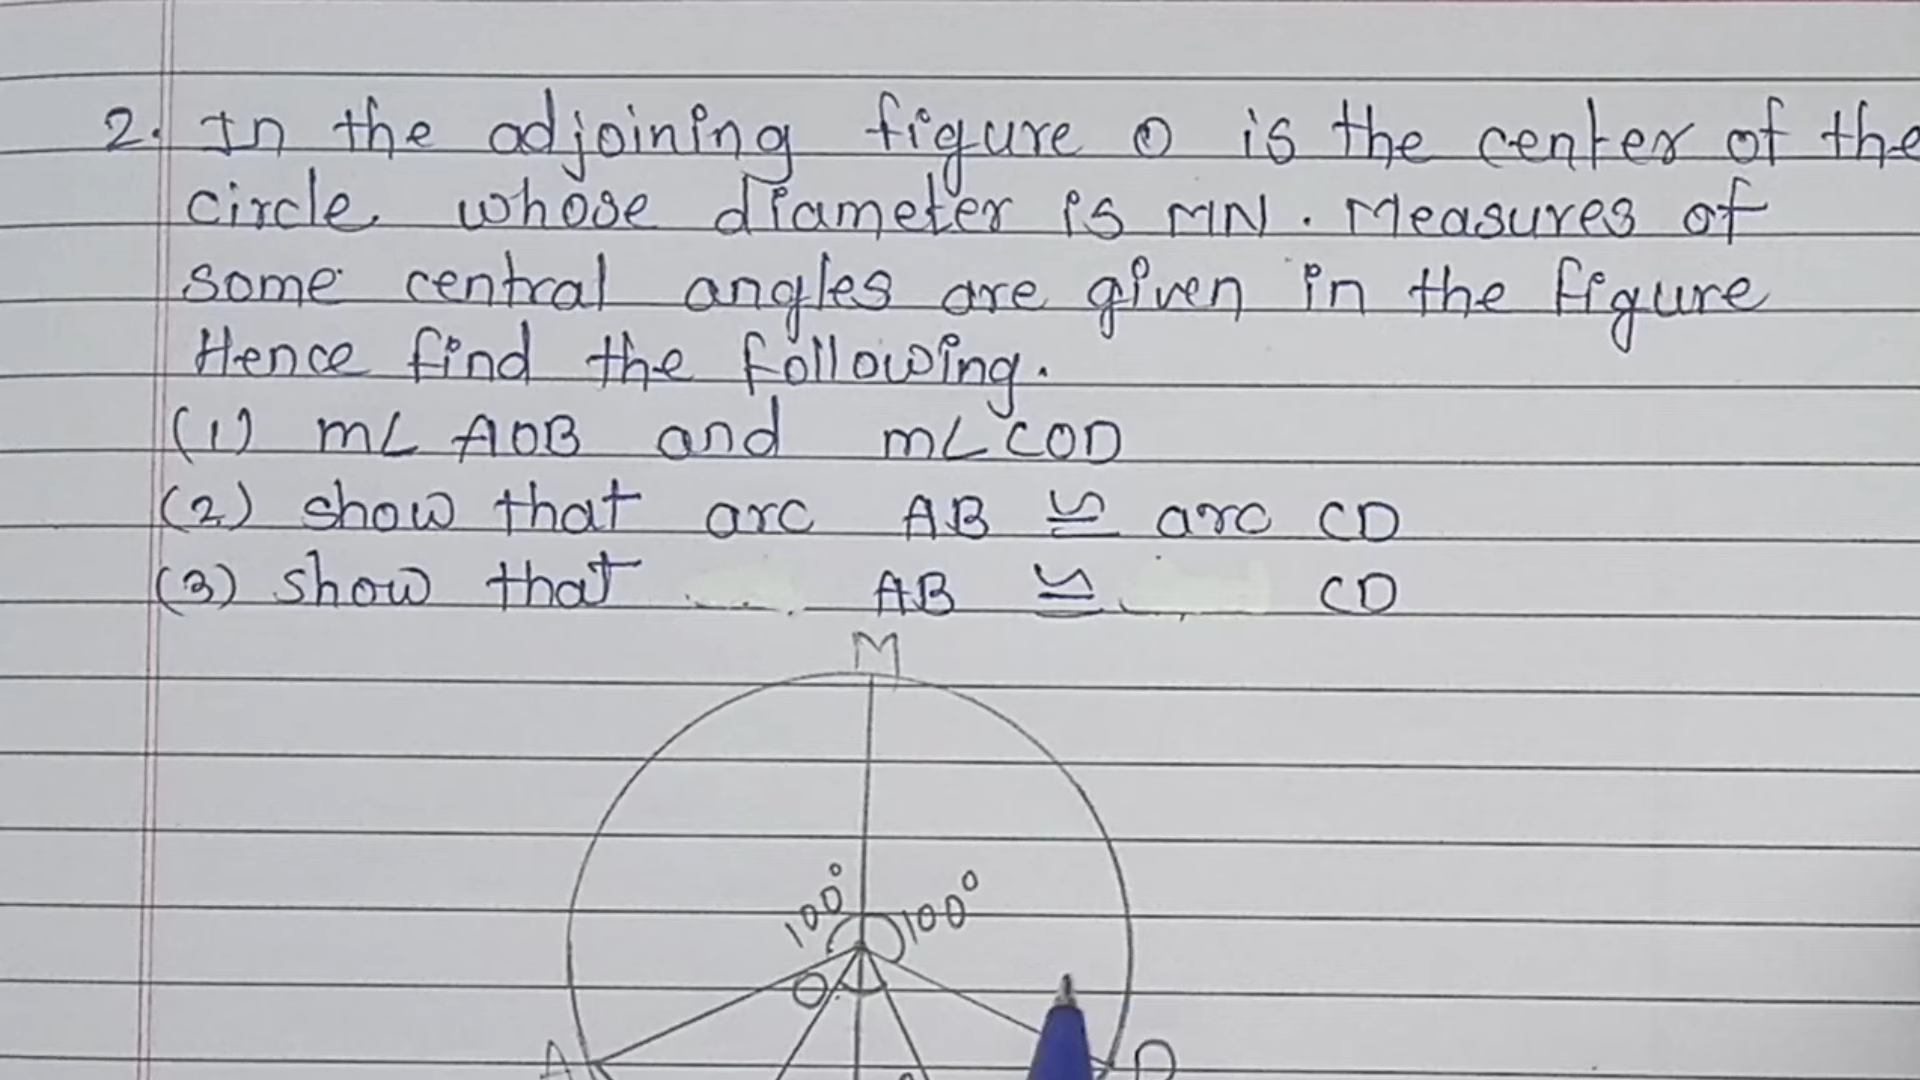 2. In the adjoining figure O is the center of the
circle whose diameter is MN. Measures of
some central angles are given in the figure
Hence find the following.
(1) m∠ AOB and m∠ COD
(2) show that arc AB ≅ arc CD
(3) show that AB ≅ CD
M
100° 100°
O
A D